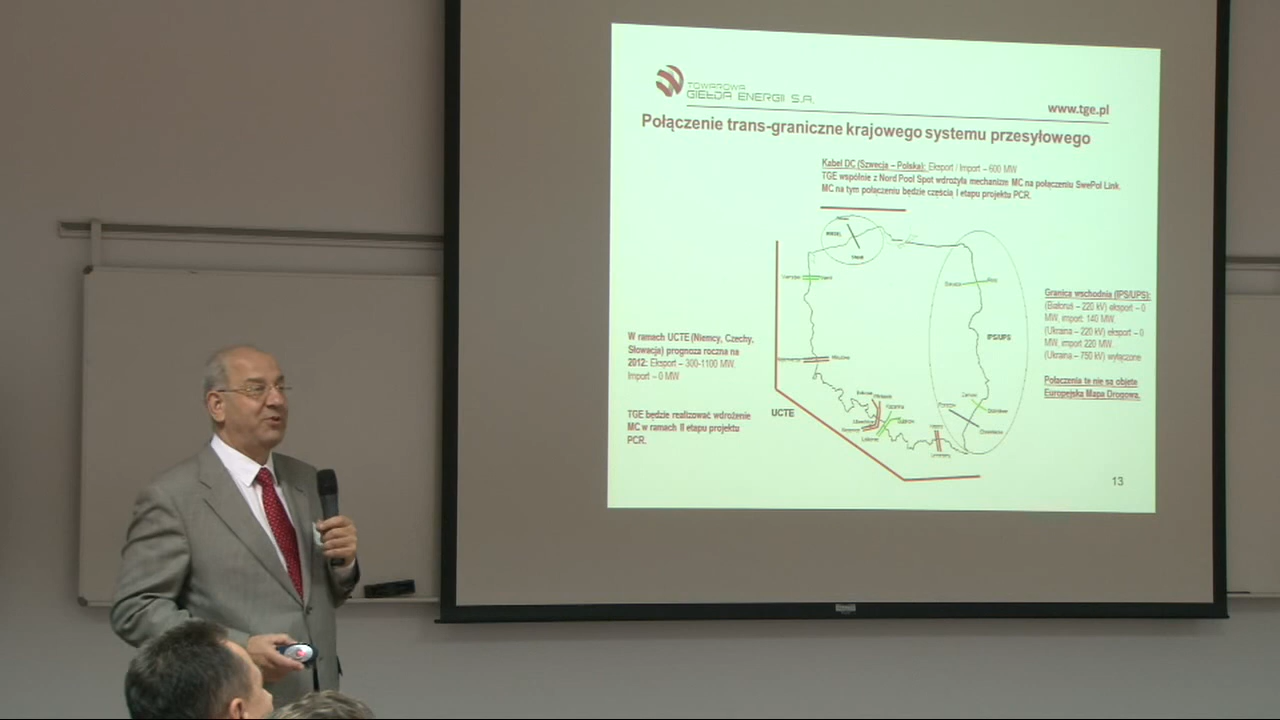 TOWAROWA
GIEŁDA ENERGII S.A.
www.tge.pl
Połączenie trans-graniczne krajowego systemu przesyłowego
Kabel DC (Szwecja – Polska): Eksport / Import – 600 MW
TGE wspólnie z Nord Pool Spot wdrożyła mechanizm MC na połączeniu SwePol Link.
MC na tym połączeniu będzie częścią I etapu projektu PCR.
W ramach UCTE (Niemcy, Czechy,
Słowacja) prognoza roczna na
2012: Eksport – 300-1100 MW.
Import – 0 MW
TGE będzie realizować wdrożenie
MC w ramach II etapu projektu
PCR.
UCTE
IPS/UPS
Granica wschodnia (IPS/UPS):
(Białoruś – 220 kV) eksport – 0
MW, import: 140 MW.
(Ukraina – 220 kV) eksport – 0
MW, import 220 MW.
(Ukraina – 750 kV) wyłączone
Połączenia te nie są objęte
Europejską Mapą Drogową.
13